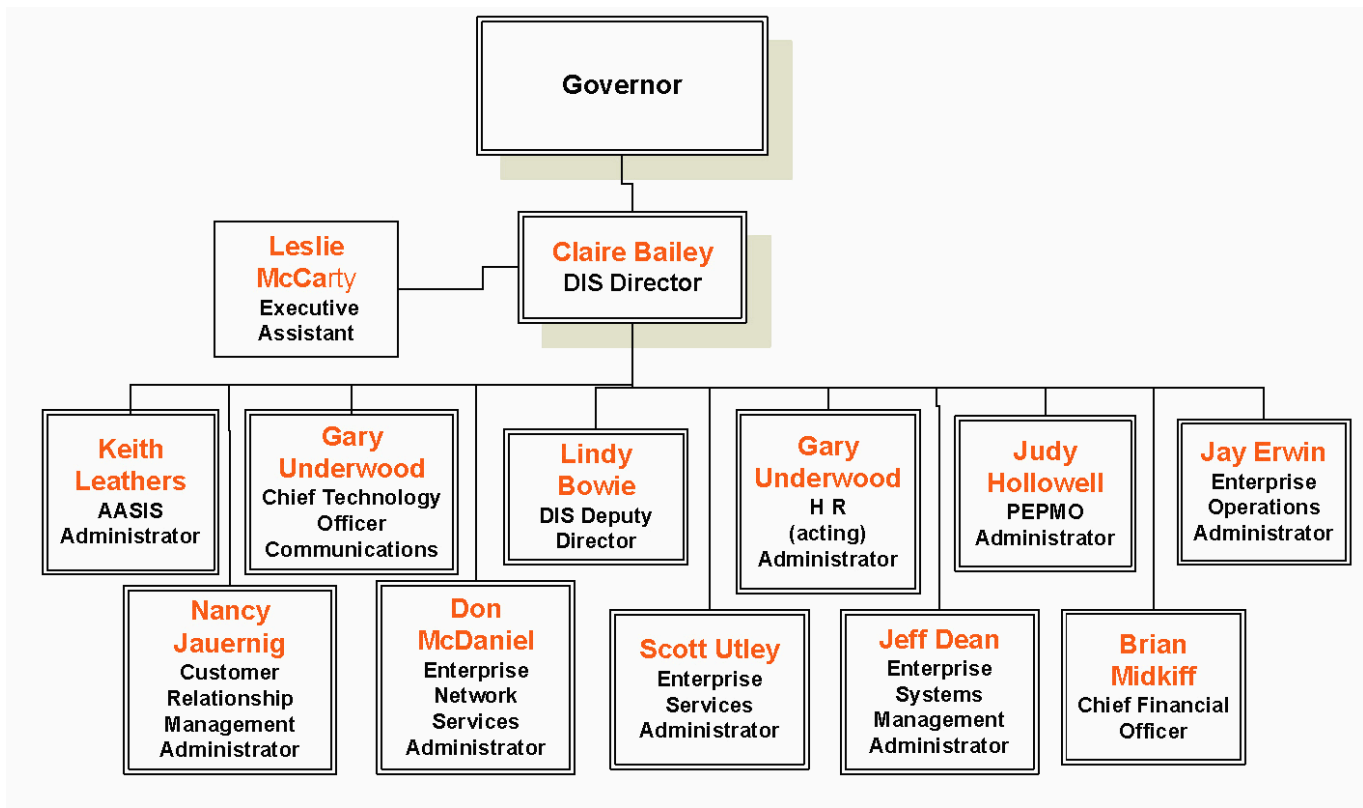 Governor
Leslie
McCarty
Executive
Assistant
Claire Bailey
DIS Director
Keith
Leathers
AASIS
Administrator
Gary
Underwood
Chief Technology
Officer
Communications
Lindy
Bowie
DIS Deputy
Director
Gary
Underwood
H R
(acting)
Administrator
Judy
Hollowell
PEPMO
Administrator
Jay Erwin
Enterprise
Operations
Administrator
Nancy
Jauernig
Customer
Relationship
Management
Administrator
Don
McDaniel
Enterprise
Network
Services
Administrator
Scott Utley
Enterprise
Services
Administrator
Jeff Dean
Enterprise
Systems
Management
Administrator
Brian
Midkiff
Chief Financial
Officer